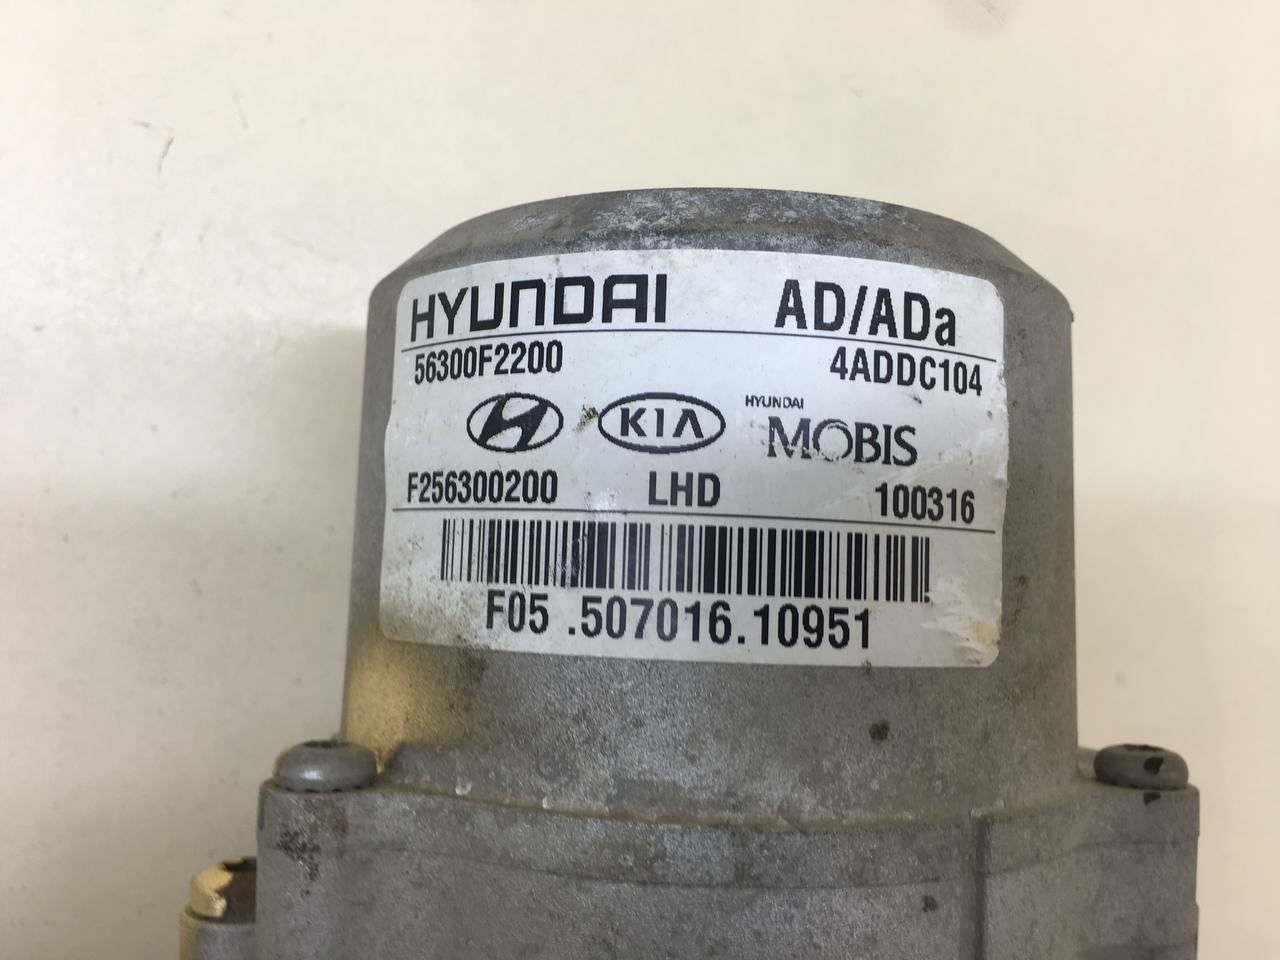 HYUNDAI AD/ADa
56300F2200 4ADDC104
KIA HYUNDAI MOBIS
F256300200 LHD 100316
F05 .507016.10951